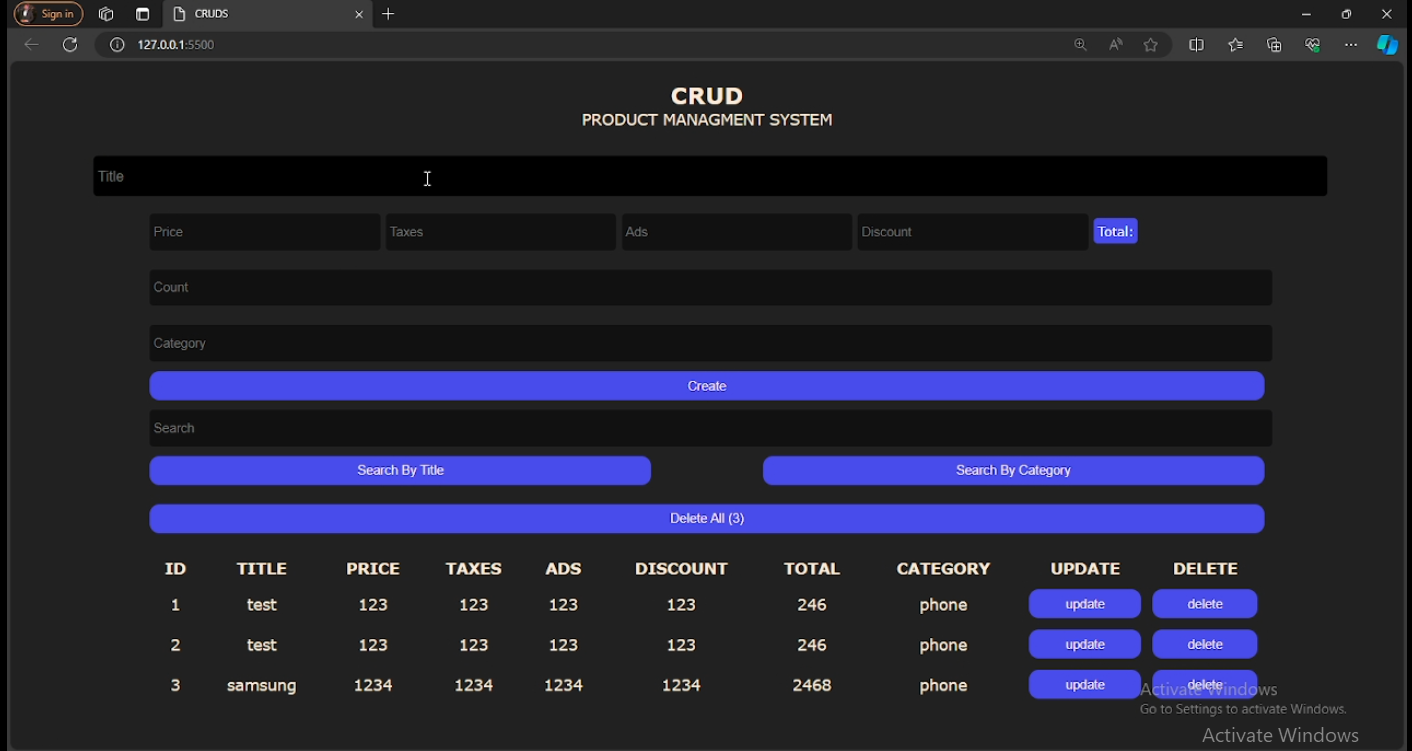 Sign in
CRUDS
127.0.0.1:5500
CRUD
PRODUCT MANAGMENT SYSTEM
Title
Price Taxes Ads Discount Total:
Count
Category
Create
Search
Search By Title Search By Category
Delete All (3)
ID TITLE PRICE TAXES ADS DISCOUNT TOTAL CATEGORY UPDATE DELETE
1 test 123 123 123 123 246 phone update delete
2 test 123 123 123 123 246 phone update delete
3 samsung 1234 1234 1234 1234 2468 phone update delete
Activate Windows
Go to Settings to activate Windows.
Activate Windows